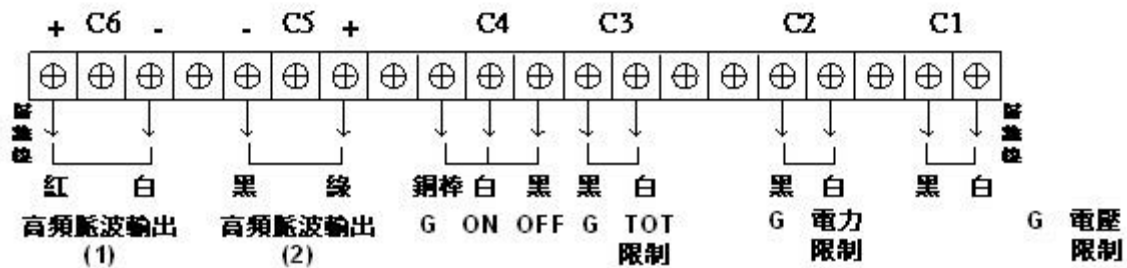 + C6 - - C5 + C4 C3 C2 C1
紅 白 黑 綠 銅榨 白 黑 黑 白 黑 白 黑 白
高頻脈波輸出 高頻脈波輸出 G ON OFF G TOT G 電力 G 電壓
(1) (2) 限制 限制 限制